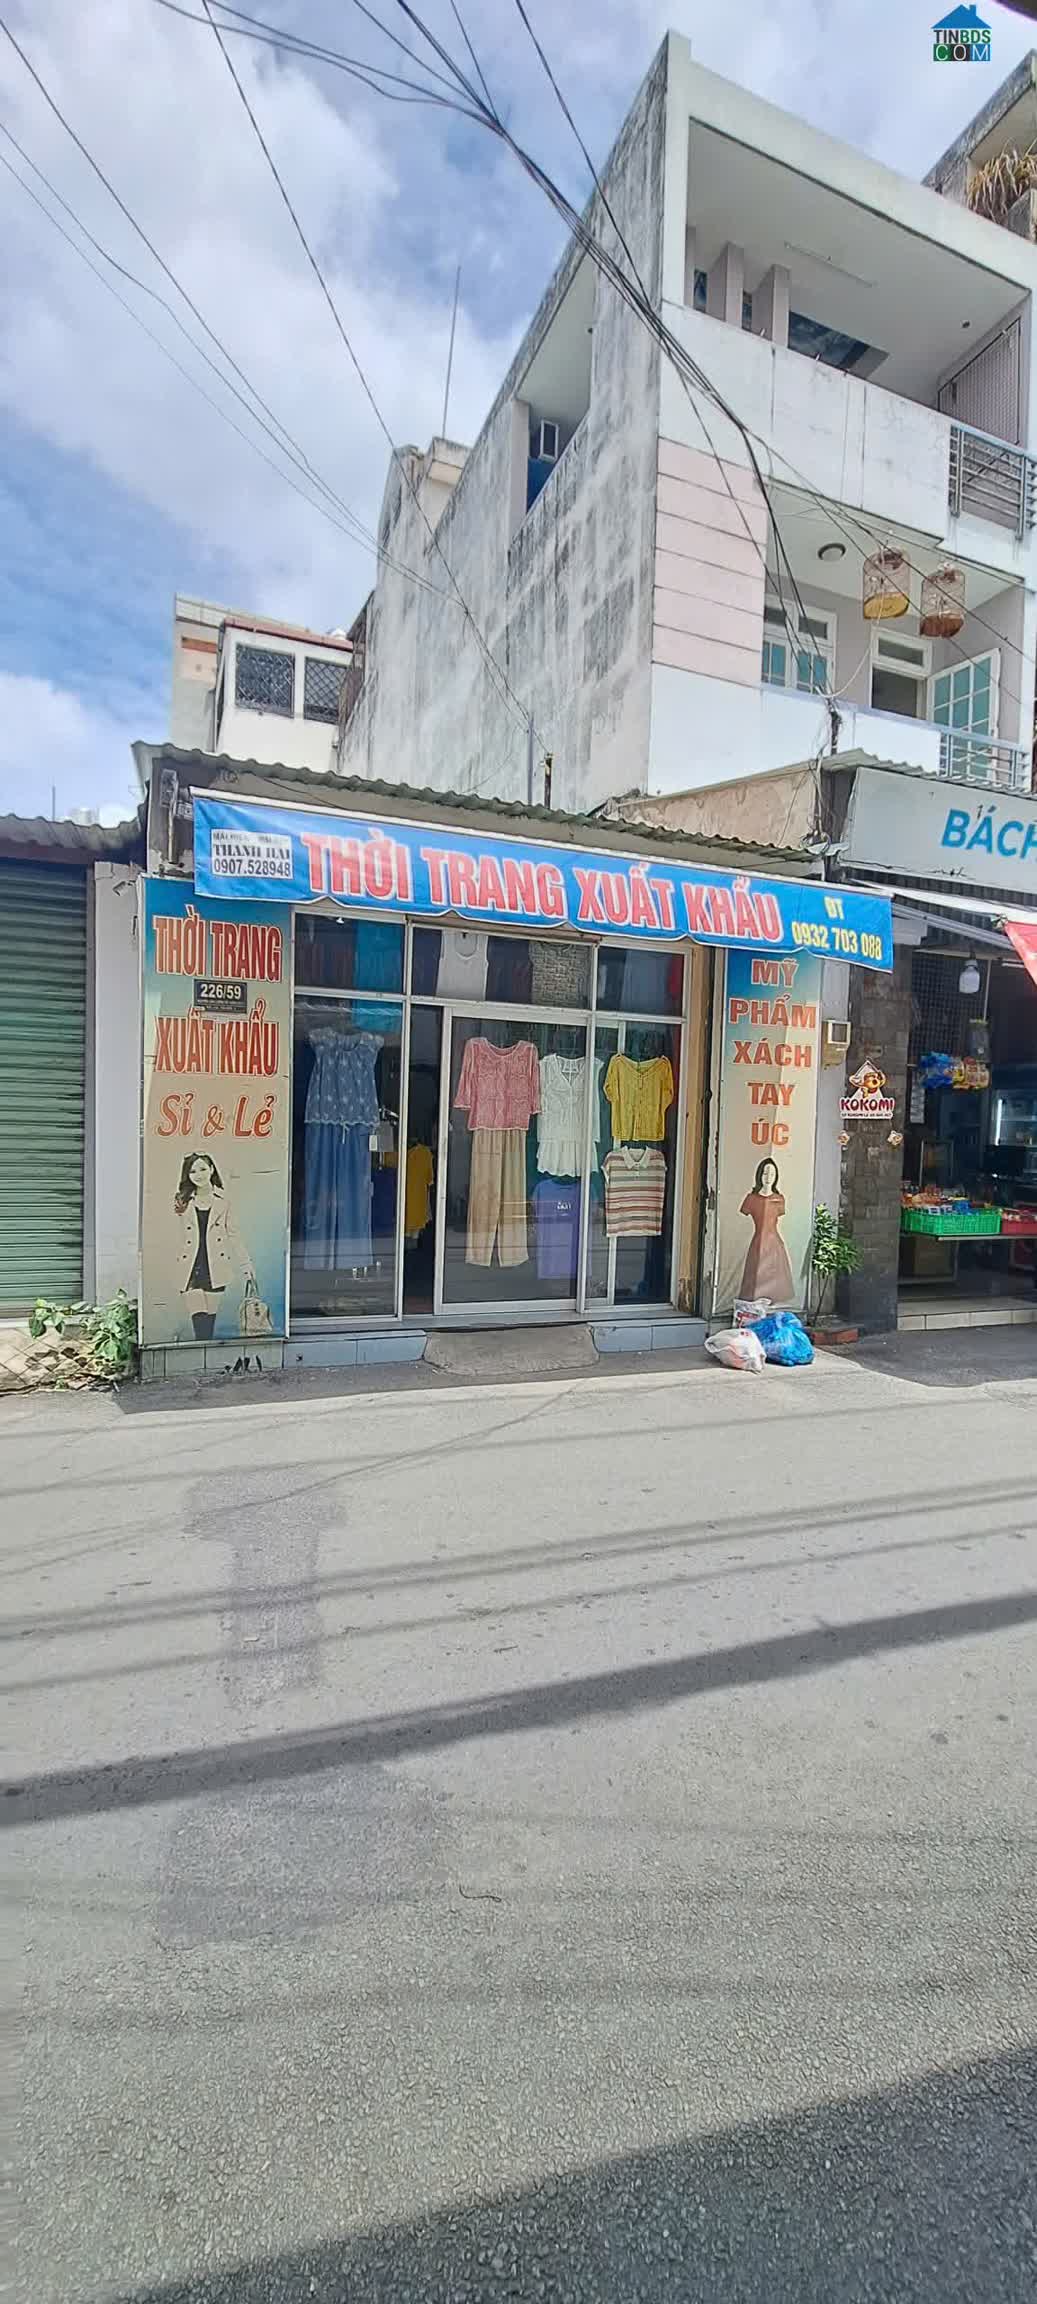 TINBDS
COM
THANH HẢI
0907.528948
THỜI TRANG XUẤT KHẨU
ĐT
0932 703 088
THỜI TRANG
226/59
XUẤT KHẨU
Sỉ & Lẻ
MỸ
PHẨM
XÁCH
TAY
ÚC
BÁCH
KOKOMI